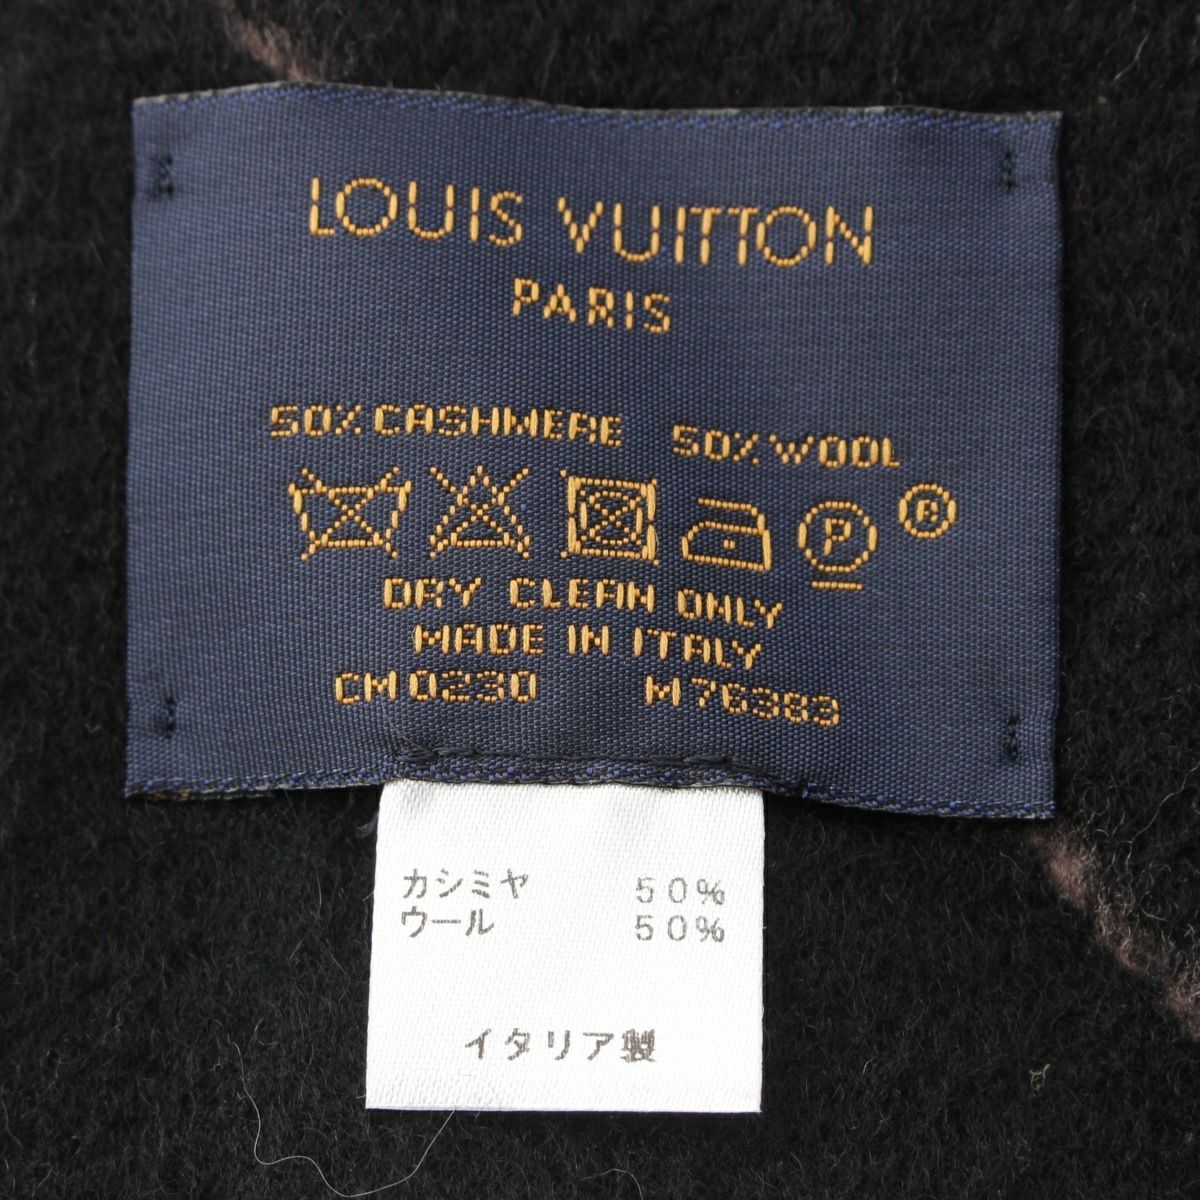 LOUIS VUITTON
PARIS
50% CASHMERE 50% WOOL
P ®
DRY CLEAN ONLY
MADE IN ITALY
CM0230 M76383
カシミヤ 50%
ウール 50%
イタリア製